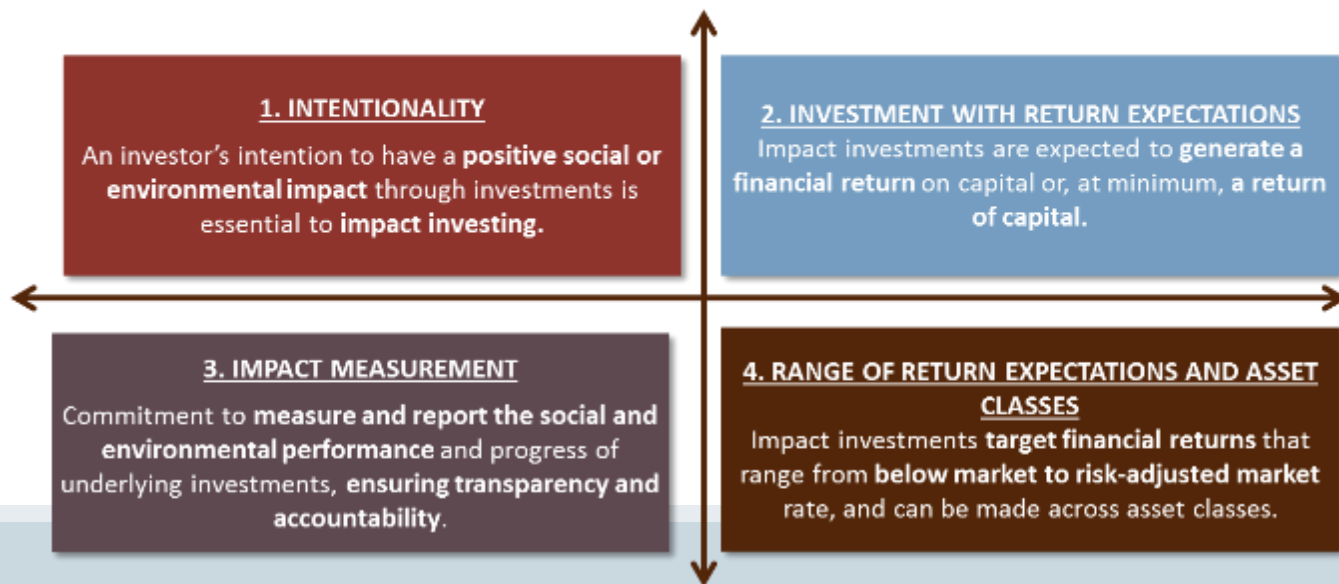 1. INTENTIONALITY
An investor's intention to have a positive social or
environmental impact through investments is
essential to impact investing.
2. INVESTMENT WITH RETURN EXPECTATIONS
Impact investments are expected to generate a
financial return on capital or, at minimum, a return
of capital.
3. IMPACT MEASUREMENT
Commitment to measure and report the social and
environmental performance and progress of
underlying investments, ensuring transparency and
accountability.
4. RANGE OF RETURN EXPECTATIONS AND ASSET
CLASSES
Impact investments target financial returns that
range from below market to risk-adjusted market
rate, and can be made across asset classes.